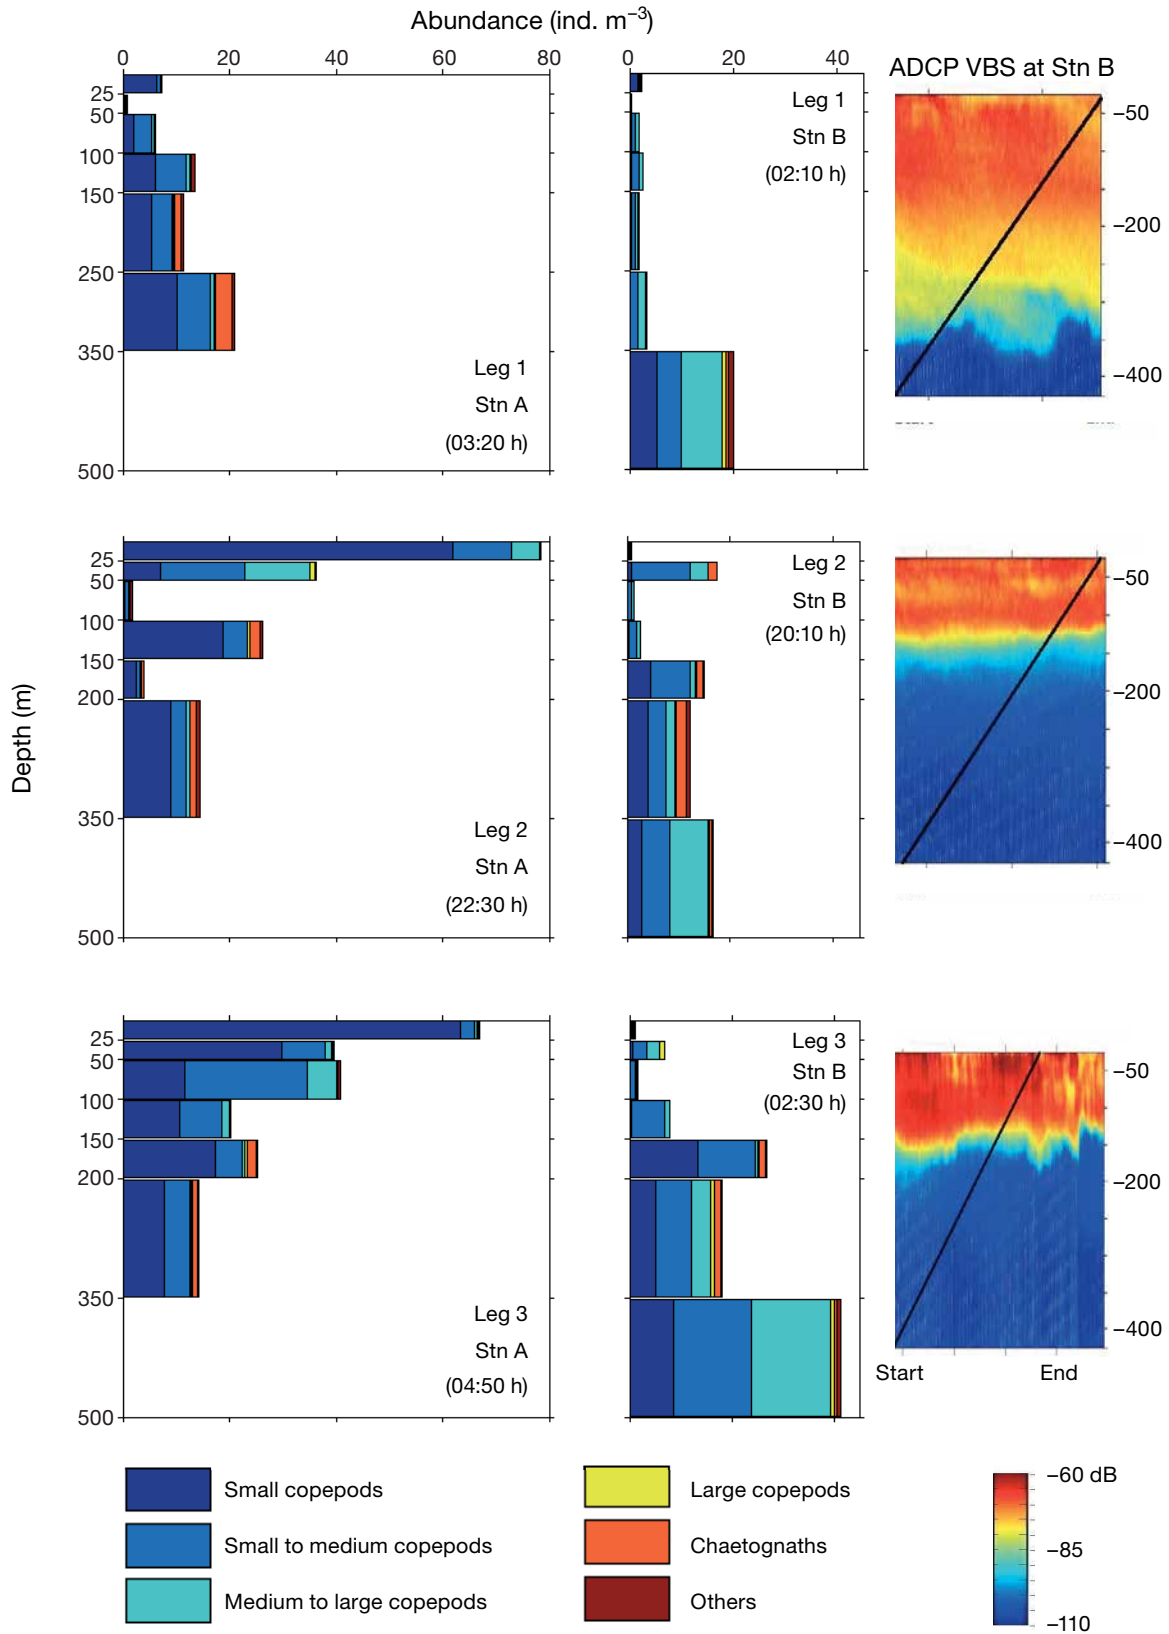 Abundance (ind. m⁻³)
0 20 40 60 80
0 20 40
ADCP VBS at Stn B
25
50
100
150
250
350
500
Leg 1
Stn A
(03:20 h)
Leg 1
Stn B
(02:10 h)
−50
−200
−400
Depth (m)
25
50
100
150
200
350
500
Leg 2
Stn A
(22:30 h)
Leg 2
Stn B
(20:10 h)
−50
−200
−400
25
50
100
150
200
350
500
Leg 3
Stn A
(04:50 h)
Leg 3
Stn B
(02:30 h)
−50
−200
−400
Start End
Small copepods
Small to medium copepods
Medium to large copepods
Large copepods
Chaetognaths
Others
−60 dB
−85
−110